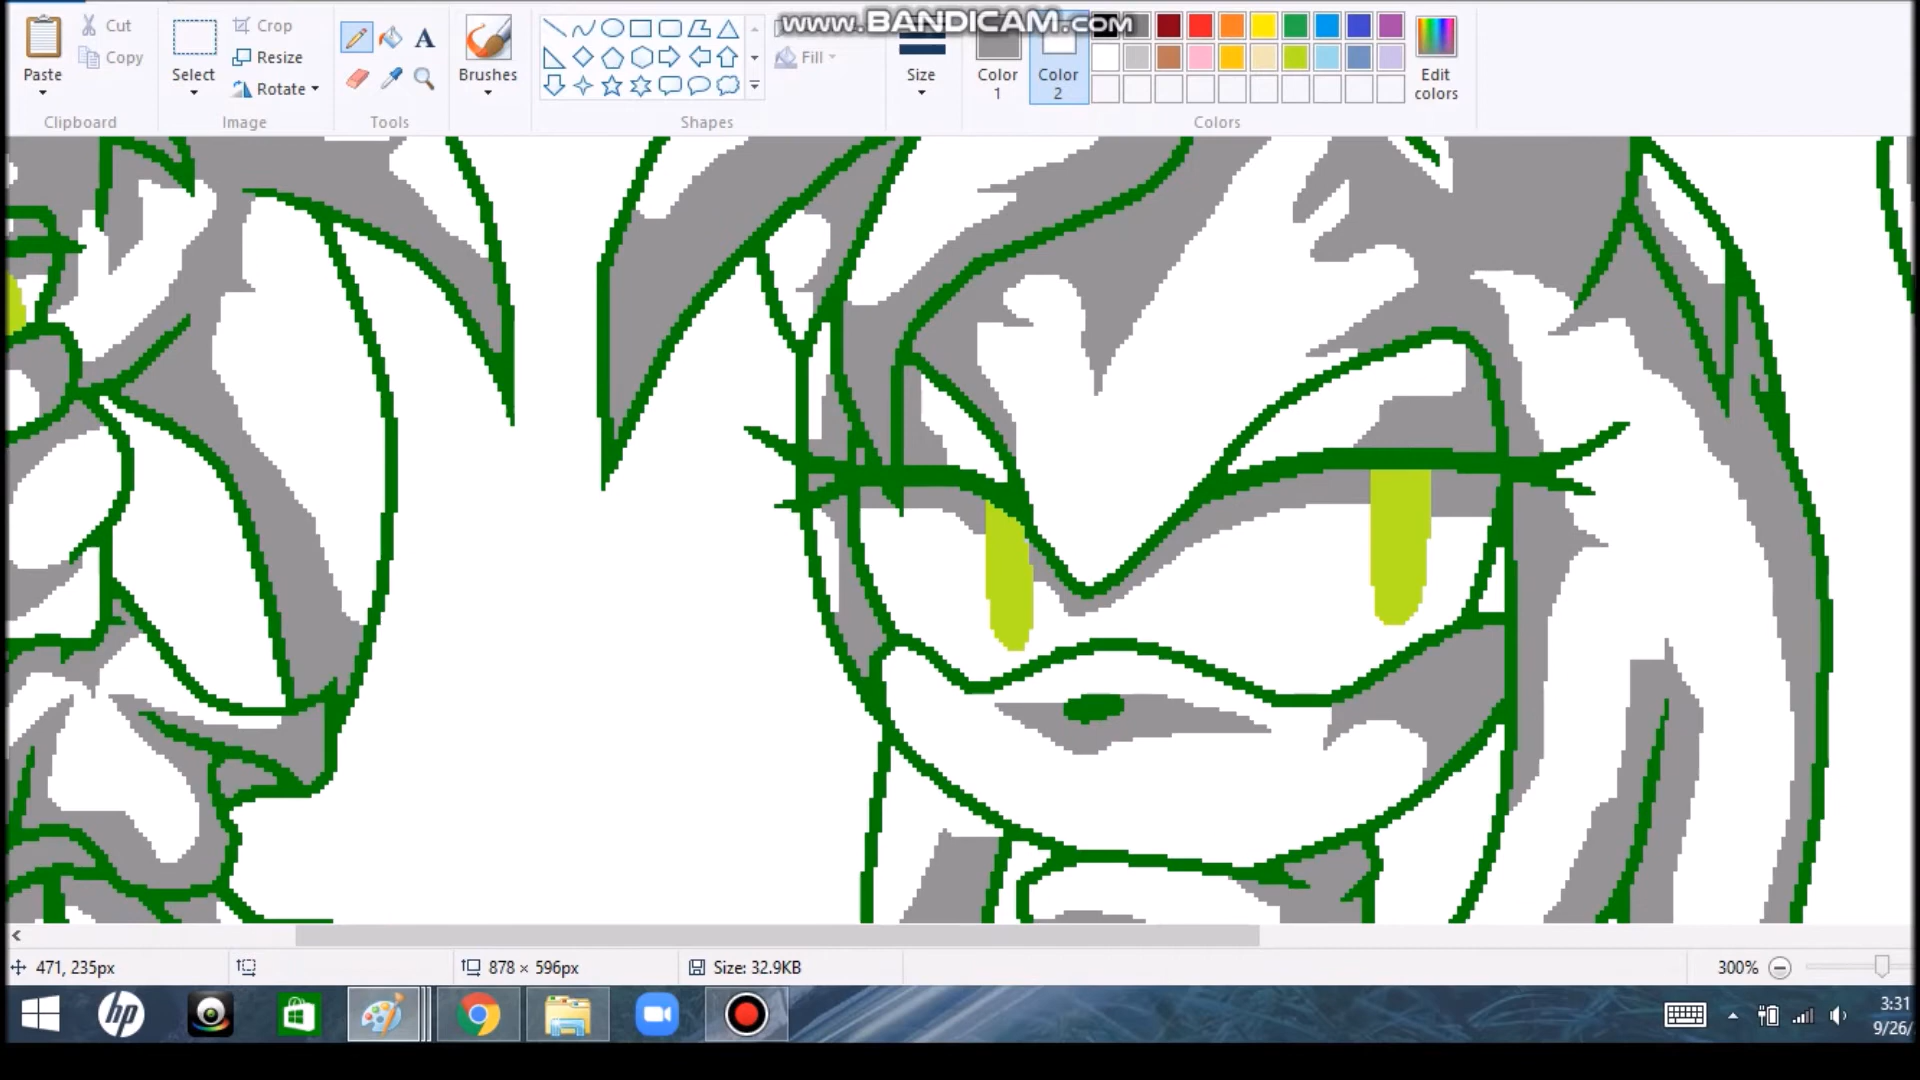 www.BANDICAM.com
Cut
Copy
Paste
Clipboard
Crop
Resize
Rotate
Select
Image
A
Tools
Brushes
Shapes
Fill
Size
Color
1
Color
2
Edit
colors
Colors
471, 235px
878 × 596px
Size: 32.9KB
300%
hp
3:31
9/26/